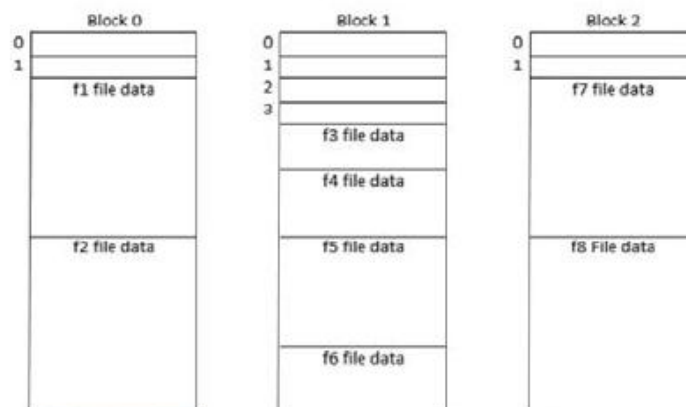 Block 0
0
1
f1 file data
f2 file data
Block 1
0
1
2
3
f3 file data
f4 file data
f5 file data
f6 file data
Block 2
0
1
f7 file data
f8 File data